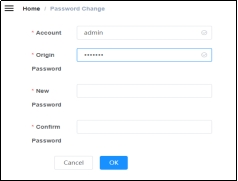 Home / Password Change
* Account admin
* Origin Password •••••••
* New Password
* Confirm Password
Cancel OK